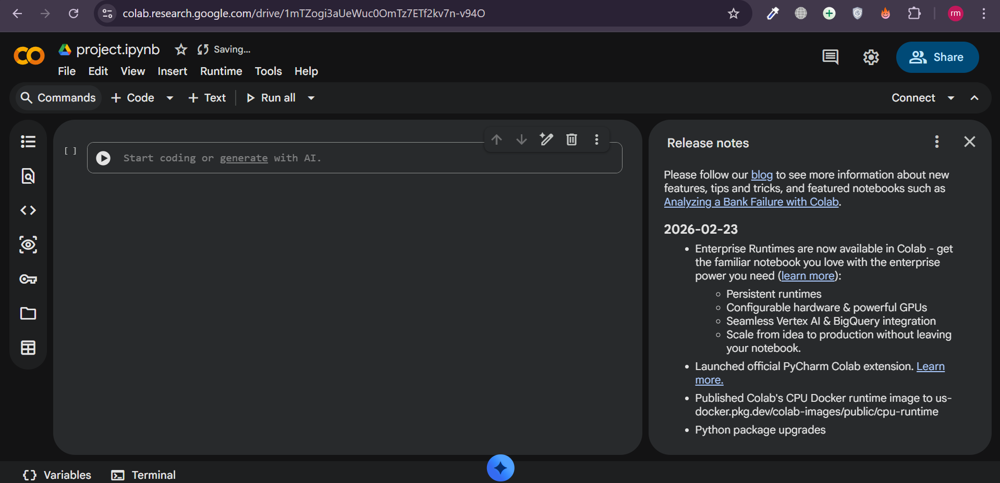 colab.research.google.com/drive/1mTZogi3aUeWuc0OmTz7ETf2kv7n-v94O
rm
project.ipynb Saving...
File Edit View Insert Runtime Tools Help
Share
Commands + Code + Text Run all
Connect
[ ] Start coding or generate with AI.
Release notes
Please follow our blog to see more information about new
features, tips and tricks, and featured notebooks such as
Analyzing a Bank Failure with Colab.
2026-02-23
• Enterprise Runtimes are now available in Colab - get
the familiar notebook you love with the enterprise
power you need (learn more):
◦ Persistent runtimes
◦ Configurable hardware & powerful GPUs
◦ Seamless Vertex AI & BigQuery integration
◦ Scale from idea to production without leaving
your notebook.
• Launched official PyCharm Colab extension. Learn
more.
• Published Colab's CPU Docker runtime image to us-
docker.pkg.dev/colab-images/public/cpu-runtime
• Python package upgrades
{} Variables Terminal